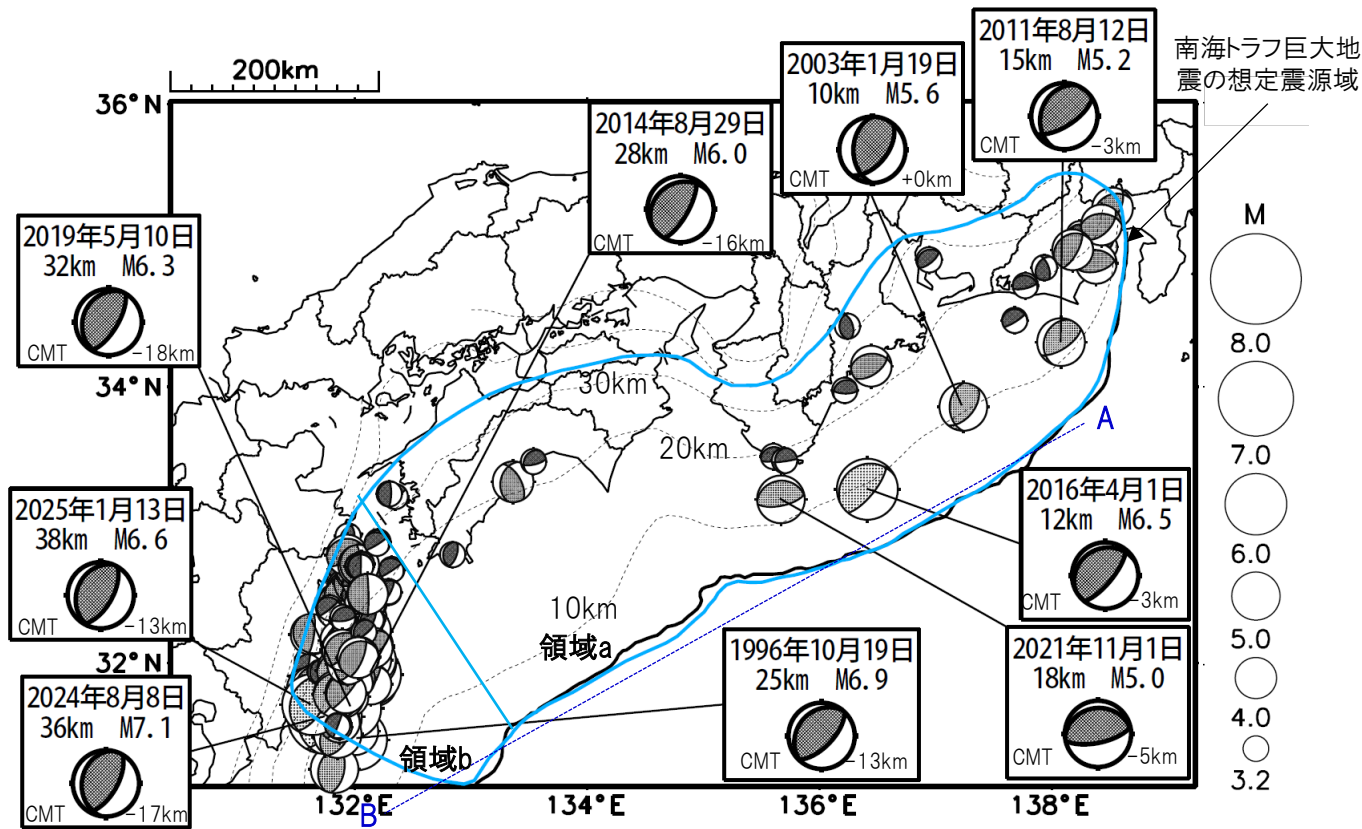 200km
36°N
34°N
32°N
132°E
134°E
136°E
138°E
2011年8月12日
15km M5.2
CMT
-3km
2003年1月19日
10km M5.6
CMT
+0km
2014年8月29日
28km M6.0
CMT
-16km
2019年5月10日
32km M6.3
CMT
-18km
2025年1月13日
38km M6.6
CMT
-13km
2024年8月8日
36km M7.1
CMT
-17km
1996年10月19日
25km M6.9
CMT
-13km
2016年4月1日
12km M6.5
CMT
-3km
2021年11月1日
18km M5.0
CMT
-5km
南海トラフ巨大地
震の想定震源域
30km
20km
10km
領域a
領域b
A
B
M
8.0
7.0
6.0
5.0
4.0
3.2